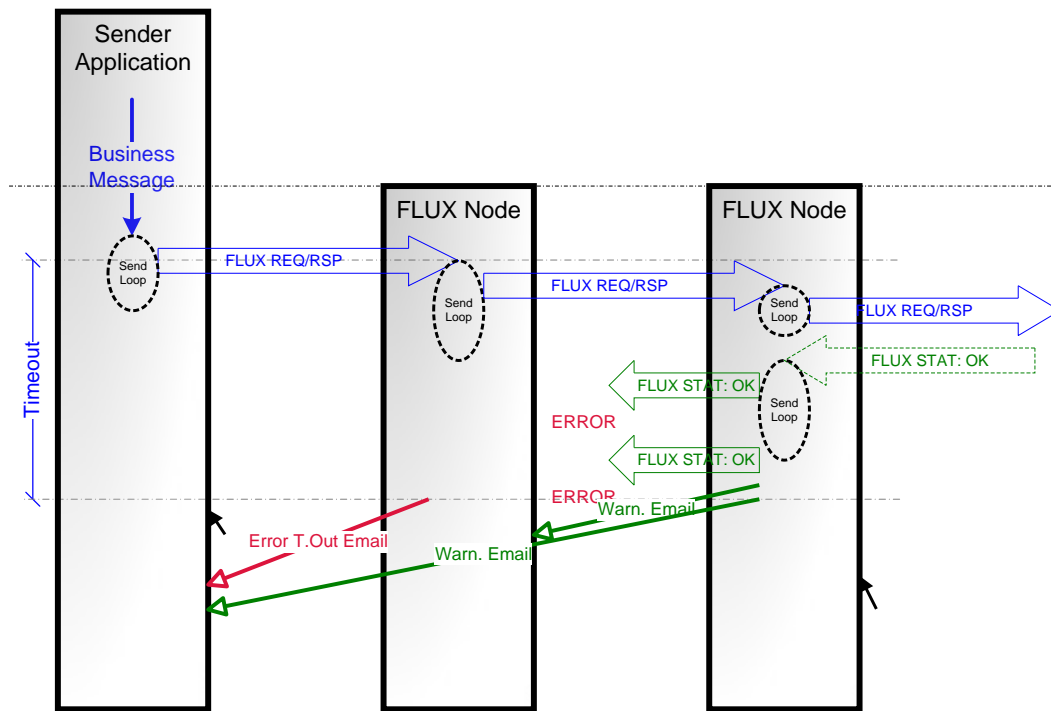 Sender
Application
Business
Message
FLUX Node
FLUX Node
Send
Loop
FLUX REQ/RSP
Send
Loop
FLUX REQ/RSP
Send
Loop
FLUX REQ/RSP
Timeout
FLUX STAT: OK
FLUX STAT: OK
Send
Loop
ERROR
FLUX STAT: OK
ERROR
Warn. Email
Error T.Out Email
Warn. Email